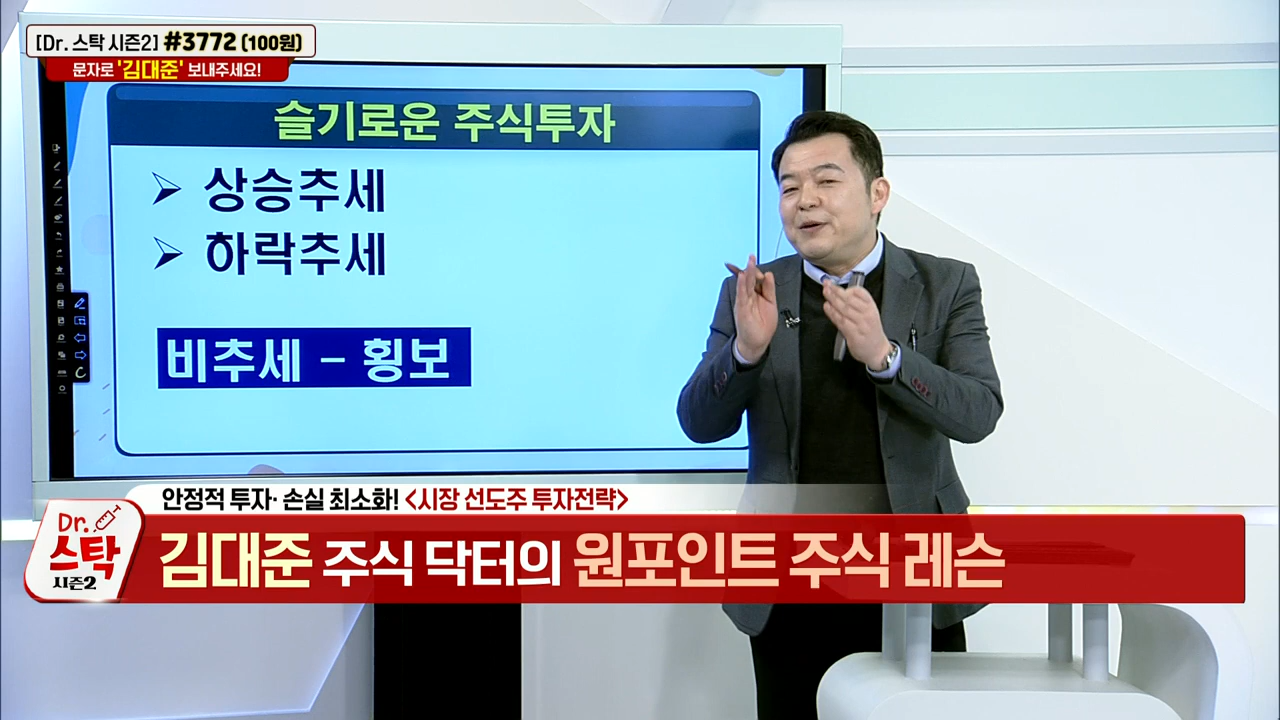 [Dr. 스탁 시즌2] #3772 (100원)
문자로 '김대준' 보내주세요!
슬기로운 주식투자
➢ 상승추세
➢ 하락추세
비추세 - 횡보
안정적 투자· 손실 최소화! <시장 선도주 투자전략>
Dr.
스탁
시즌2
김대준 주식 닥터의 원포인트 주식 레슨